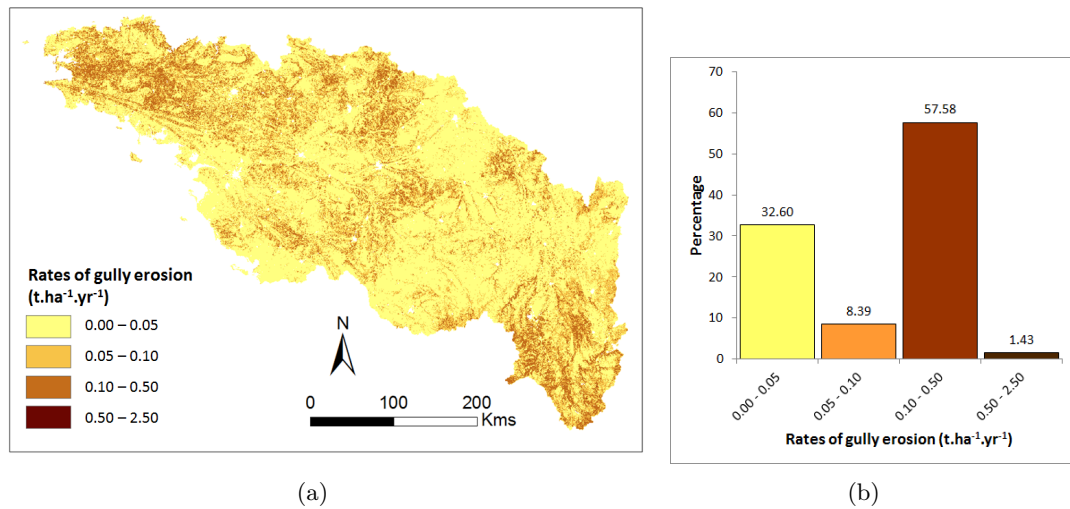 Rates of gully erosion
(t.ha⁻¹.yr⁻¹)
0.00 – 0.05
0.05 – 0.10
0.10 – 0.50
0.50 – 2.50
N
0 100 200
Kms
(a)
Percentage
70
60
50
40
30
20
10
0
32.60
8.39
57.58
1.43
0.00 - 0.05
0.05 - 0.10
0.10 - 0.50
0.50 - 2.50
Rates of gully erosion (t.ha⁻¹.yr⁻¹)
(b)